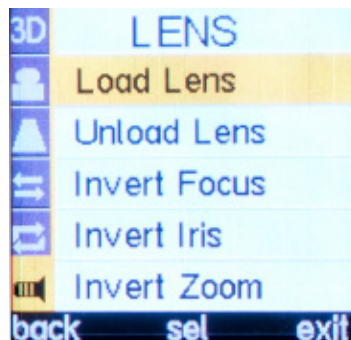 3D LENS
Load Lens
Unload Lens
Invert Focus
Invert Iris
Invert Zoom
back sel exit